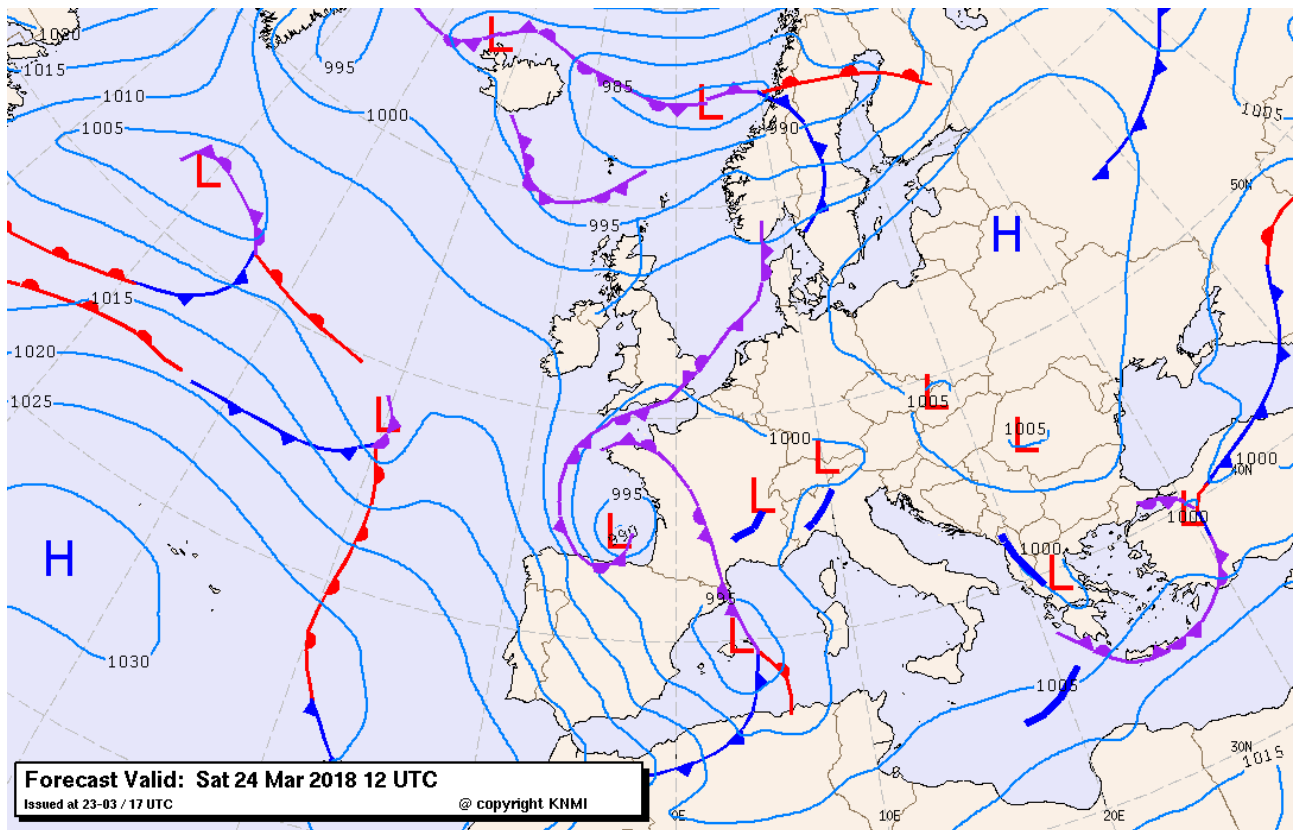 1020
1015
995
L
1010
985
L
1000
1005
990
1005
L
50N
995
H
1015
1020
L
1005
1025
L
1000
1005
L
L
1000
40N
995
L
L
1000
L
990
1000
H
L
995
L
1030
1005
30N
1015
Forecast Valid: Sat 24 Mar 2018 12 UTC
Issued at 23-03 / 17 UTC
@ copyright KNMI
0E
10E
20E